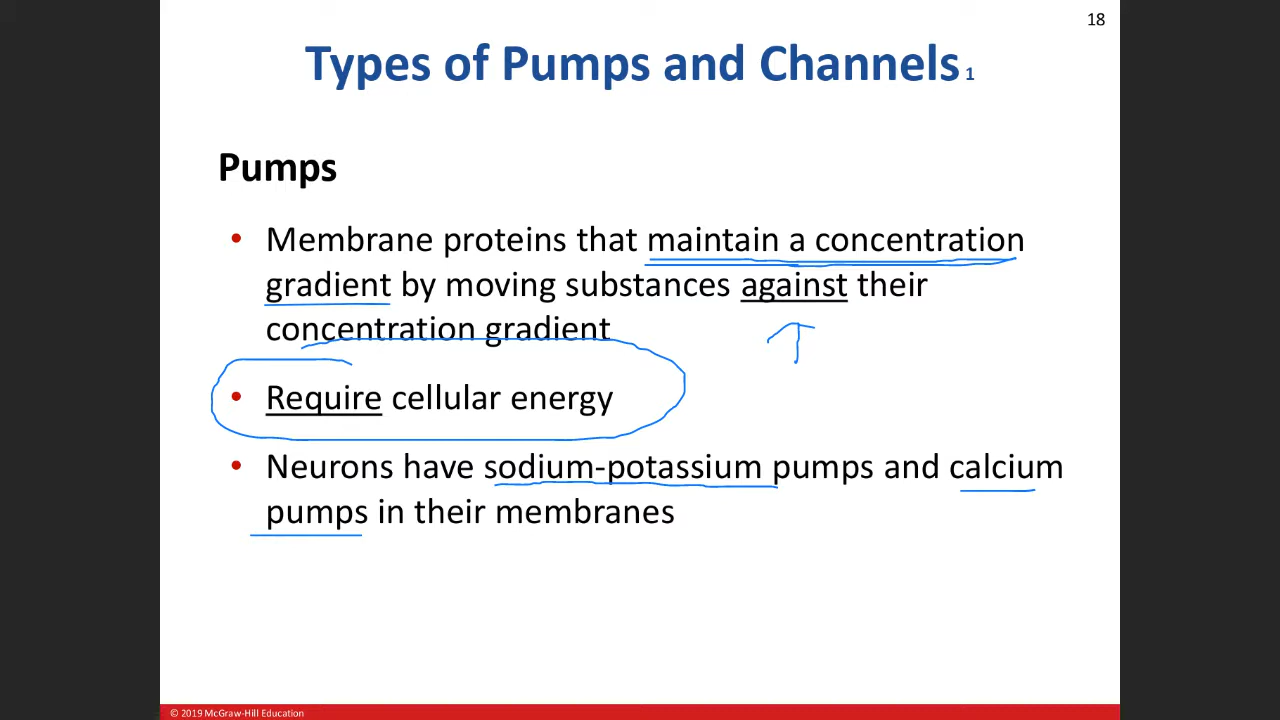 18
Types of Pumps and Channels 1
Pumps
• Membrane proteins that maintain a concentration
gradient by moving substances against their
concentration gradient
• Require cellular energy
• Neurons have sodium-potassium pumps and calcium
pumps in their membranes
© 2019 McGraw-Hill Education